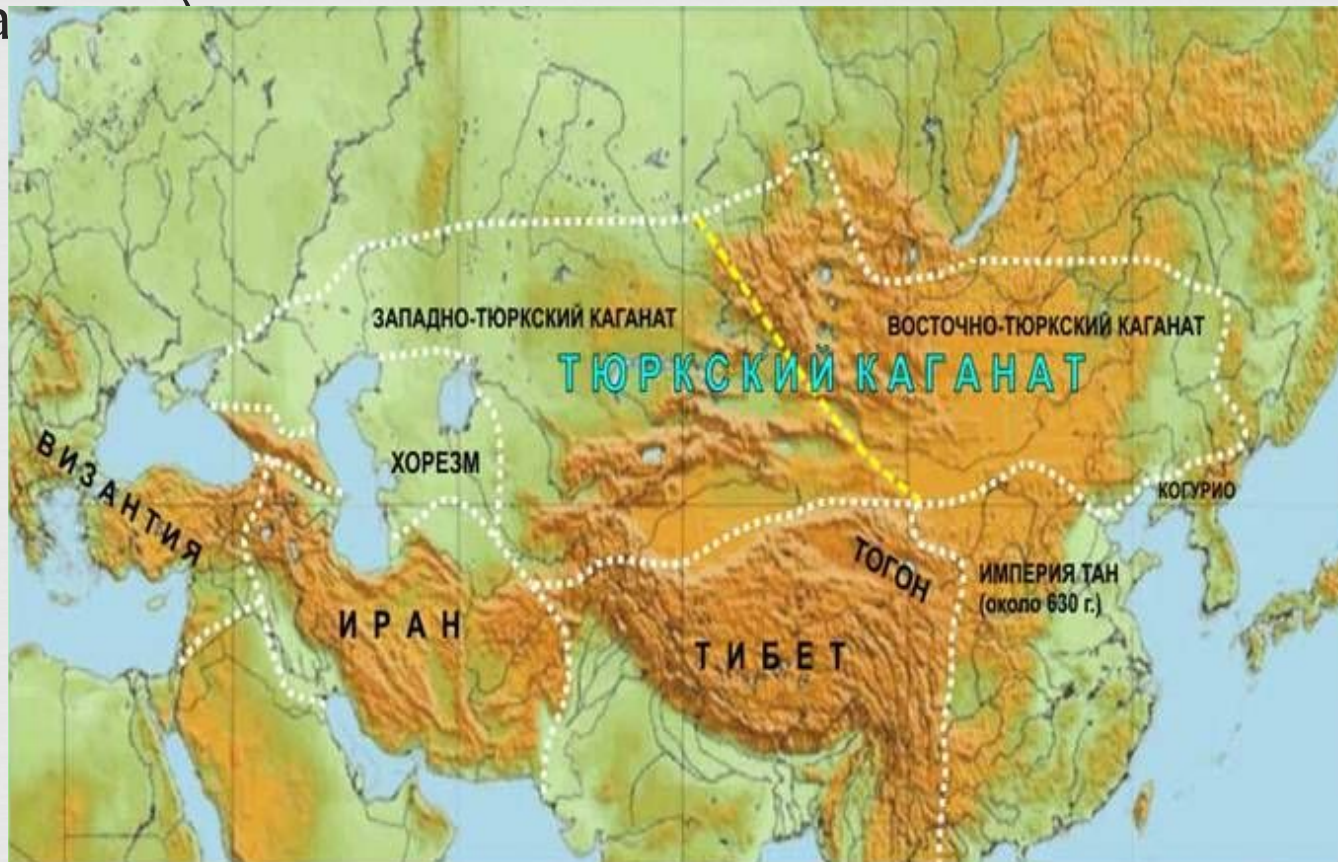 а
ЗАПАДНО-ТЮРКСКИЙ КАГАНАТ
ВОСТОЧНО-ТЮРКСКИЙ КАГАНАТ
ТЮРКСКИЙ КАГАНАТ
ВИЗАНТИЯ
ХОРЕЗМ
КОГУРИО
ТОГОН
ИМПЕРИЯ ТАН
(около 630 г.)
ИРАН
ТИБЕТ